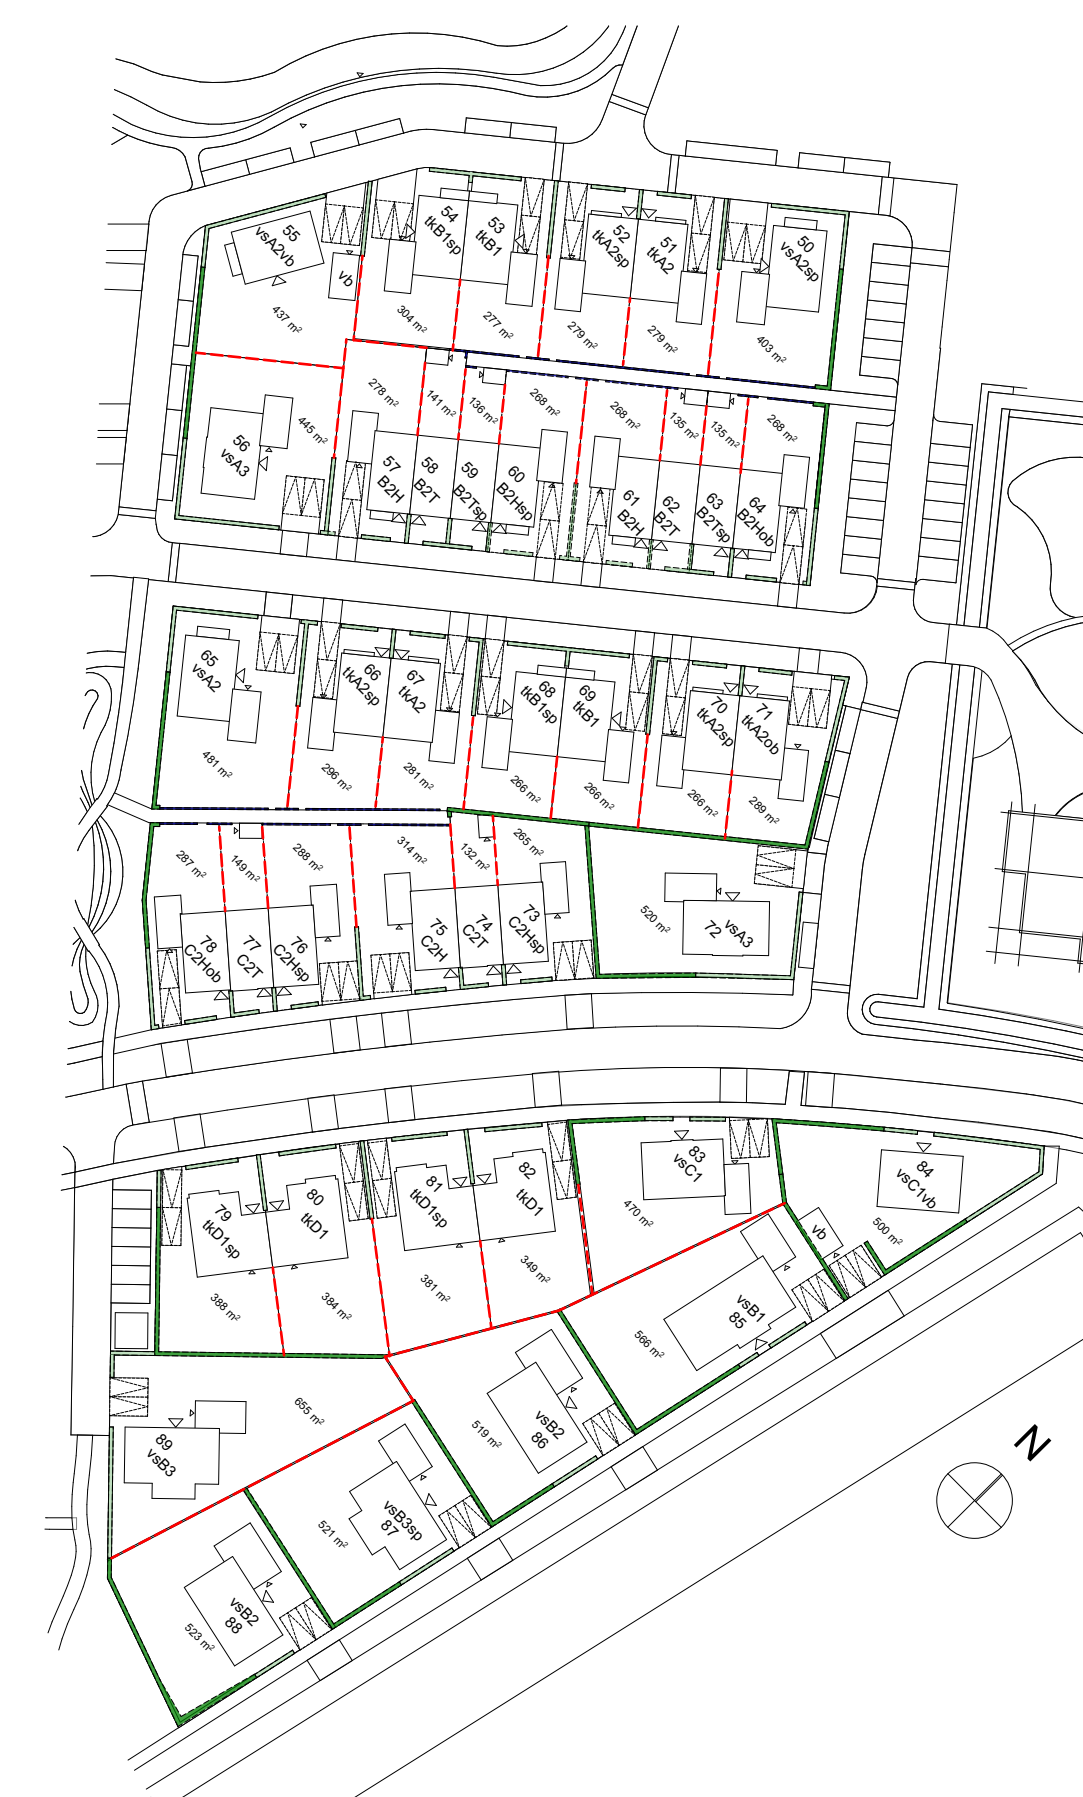 55
vsA2vb
vb
437 m²
54
tkB1sp
304 m²
53
tkB1
277 m²
52
tkA2sp
279 m²
51
tkA2
279 m²
50
vsA2sp
403 m²
56
vsA3
445 m²
278 m²
57
B2H
141 m²
58
B2T
136 m²
59
B2Tsp
268 m²
60
B2Hsp
268 m²
61
B2H
135 m²
62
B2T
135 m²
63
B2Tsp
268 m²
64
B2Hob
65
vsA2
481 m²
66
tkA2sp
296 m²
67
tkA2
281 m²
68
tkB1sp
266 m²
69
tkB1
266 m²
70
tkA2sp
266 m²
71
tkA2ob
289 m²
287 m²
78
C2Hob
149 m²
77
C2T
288 m²
76
C2Hsp
314 m²
75
C2H
132 m²
74
C2T
265 m²
73
C2Hsp
520 m²
72
vsA3
79
tkD1sp
388 m²
80
tkD1
384 m²
81
tkD1sp
381 m²
82
tkD1
349 m²
83
vsC1
470 m²
84
vsC1vb
500 m²
vb
vsB1
85
566 m²
vsB2
86
519 m²
655 m²
89
vsB3
vsB3sp
87
521 m²
vsB2
88
523 m²
N